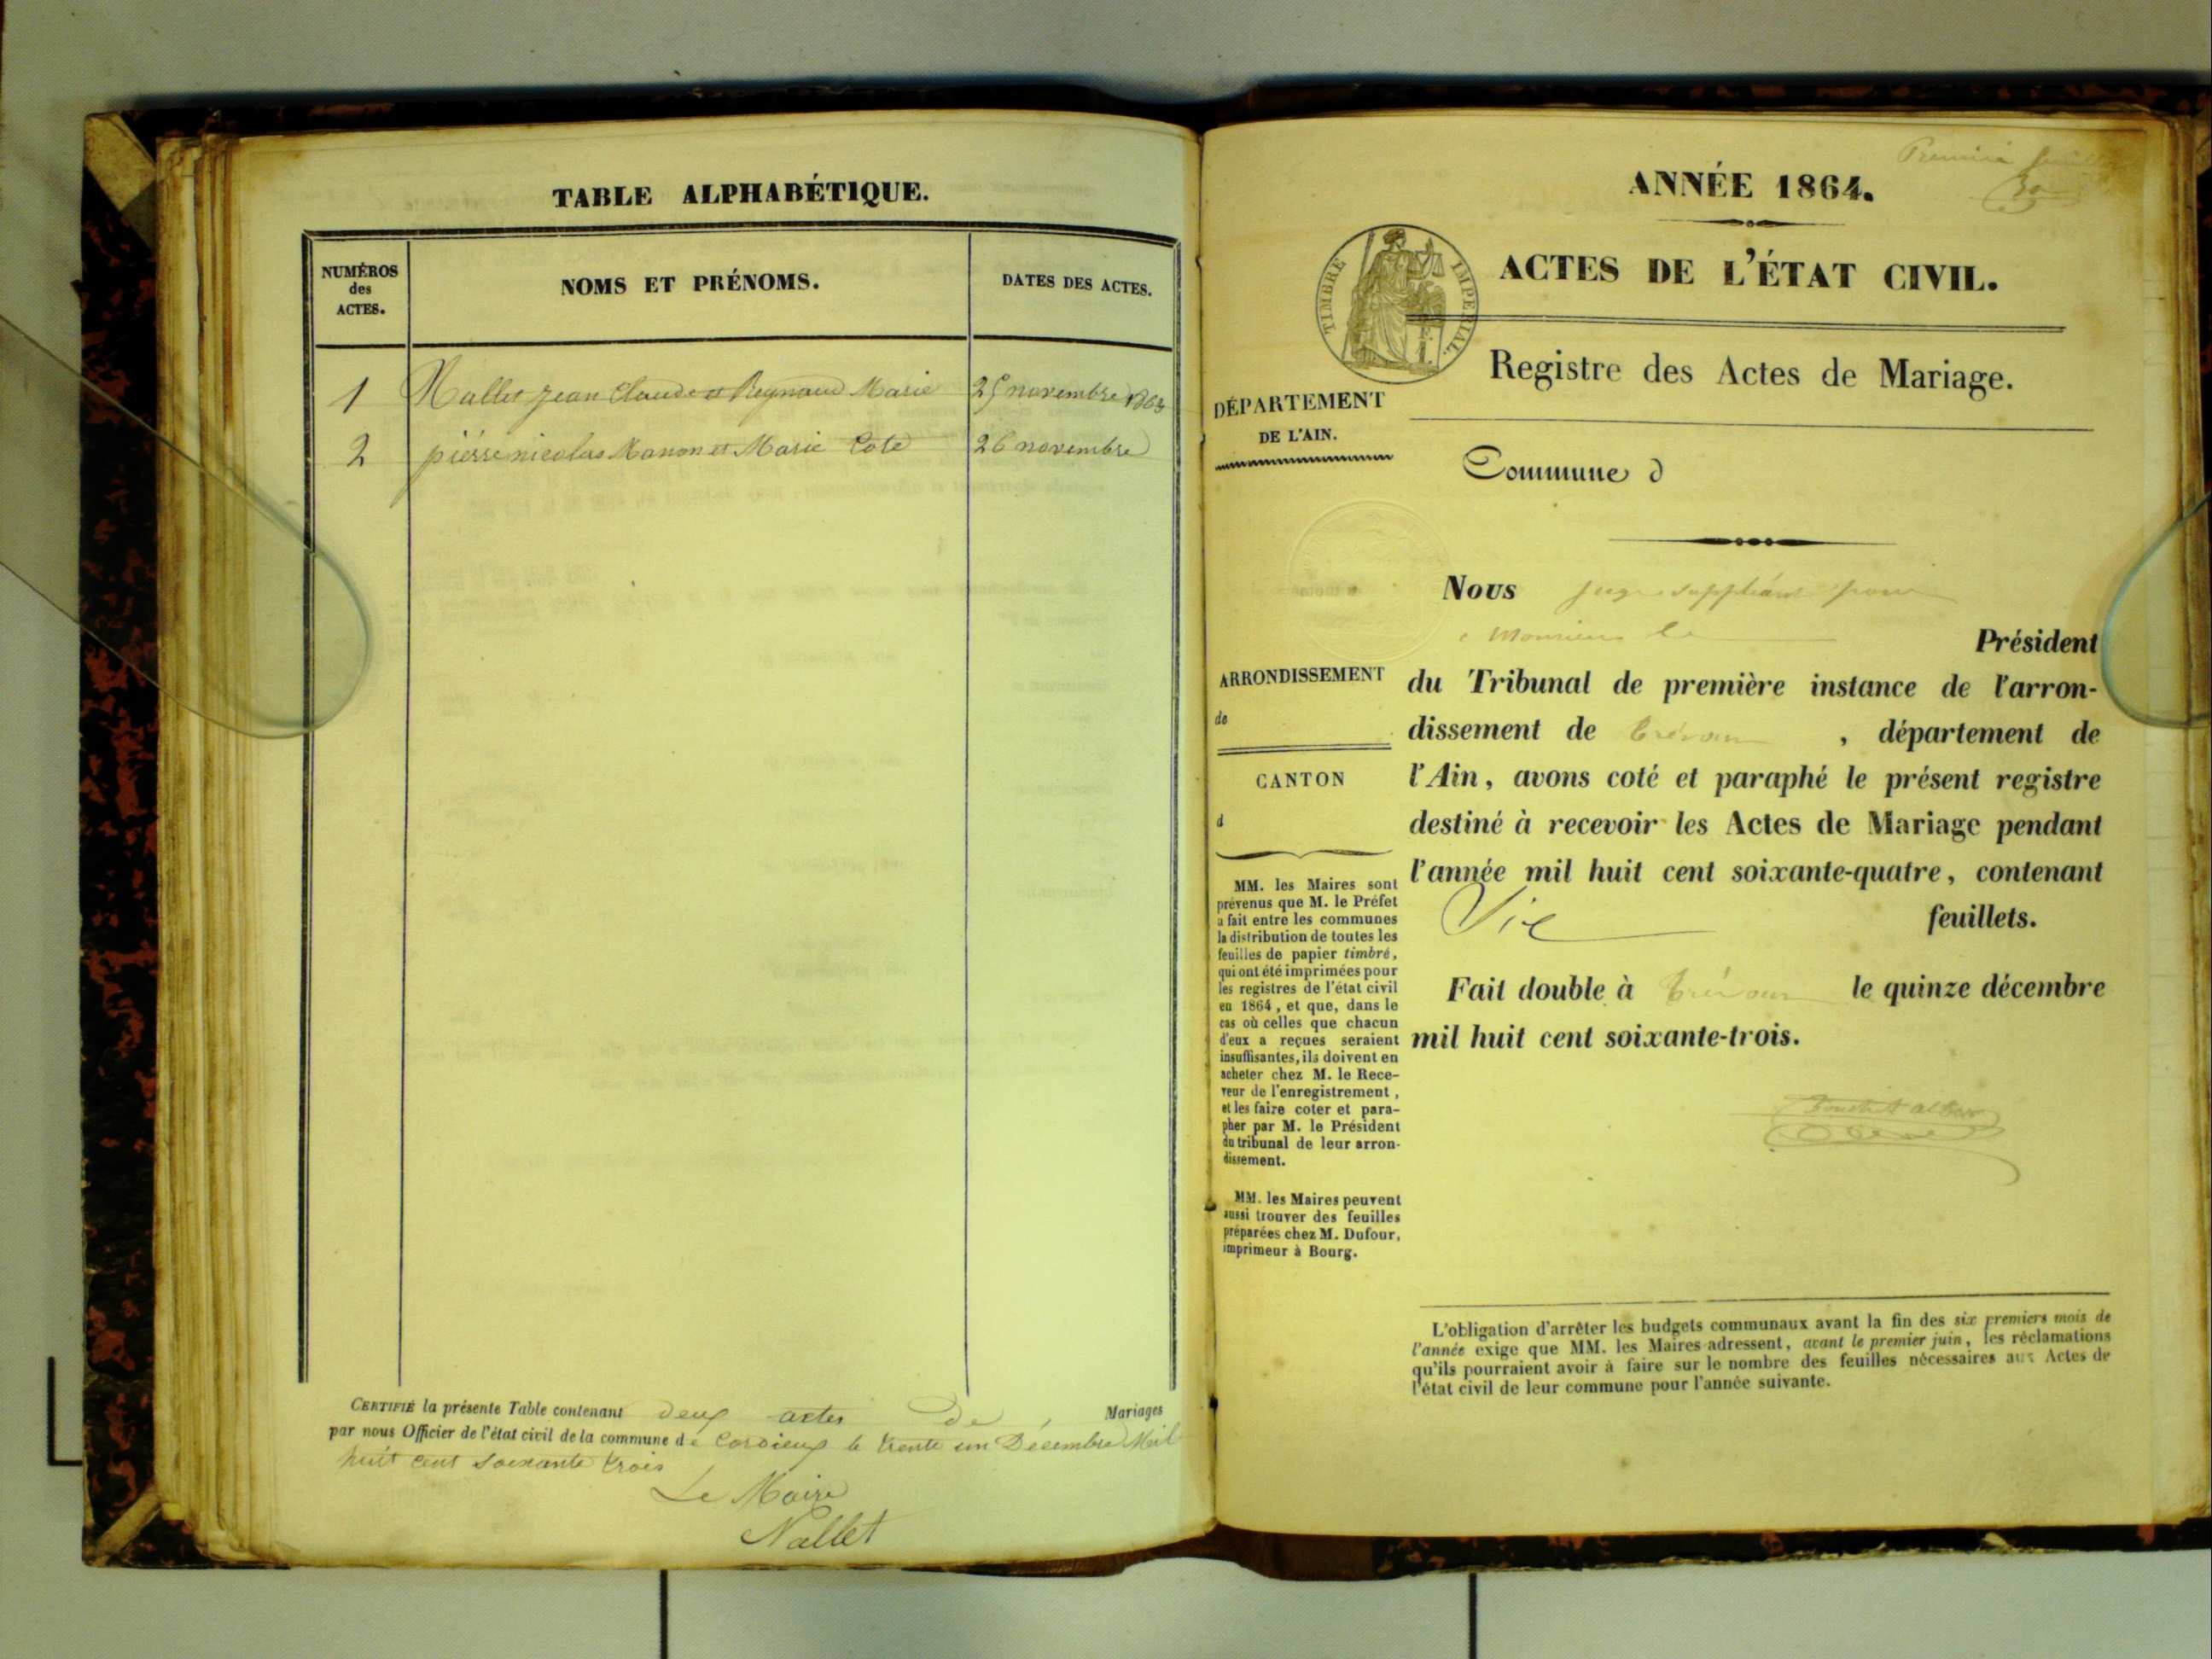 TABLE ALPHABÉTIQUE.
NUMÉROS
des
ACTES.
NOMS ET PRÉNOMS.
DATES DES ACTES.
1 Nallet Jean Claude et Reynaud Marie 25 novembre 1863
2 pierre nicolas et Marie Cote 26 novembre
CERTIFIÉ la présente Table contenant deux actes de Mariages
par nous Officier de l'état civil de la commune de Cordieux le trente un Décembre Mil
huit cent soixante trois
Le Maire
Nallet
ANNÉE 1864.
ACTES DE L'ÉTAT CIVIL.
TIMBRE IMPÉRIAL.
Registre des Actes de Mariage.
DÉPARTEMENT
DE L'AIN.
Commune d
ARRONDISSEMENT
de
CANTON
d
MM. les Maires sont
prévenus que M. le Préfet
a fait entre les communes
la distribution de toutes les
feuilles de papier timbré,
qui ont été imprimées pour
les registres de l'état civil
en 1864, et que, dans le
cas où celles que chacun
d'eux a reçues seraient
insuffisantes, ils doivent en
acheter chez M. le Rece-
veur de l'enregistrement,
et les faire coter et para-
pher par M. le Président
du tribunal de leur arron-
dissement.
MM. les Maires peuvent
aussi trouver des feuilles
préparées chez M. Dufour,
imprimeur à Bourg.
Premier
Nous Juge suppléant pour
Monsieur le Président
du Tribunal de première instance de l'arron-
dissement de Trévoux, département de
l'Ain, avons coté et paraphé le présent registre
destiné à recevoir les Actes de Mariage pendant
l'année mil huit cent soixante-quatre, contenant
Six feuillets.
Fait double à Trévoux le quinze décembre
mil huit cent soixante-trois.
L'obligation d'arrêter les budgets communaux avant la fin des six premiers mois de
l'année exige que MM. les Maires adressent, avant le premier juin, les réclamations
qu'ils pourraient avoir à faire sur le nombre des feuilles nécessaires aux Actes de
l'état civil de leur commune pour l'année suivante.